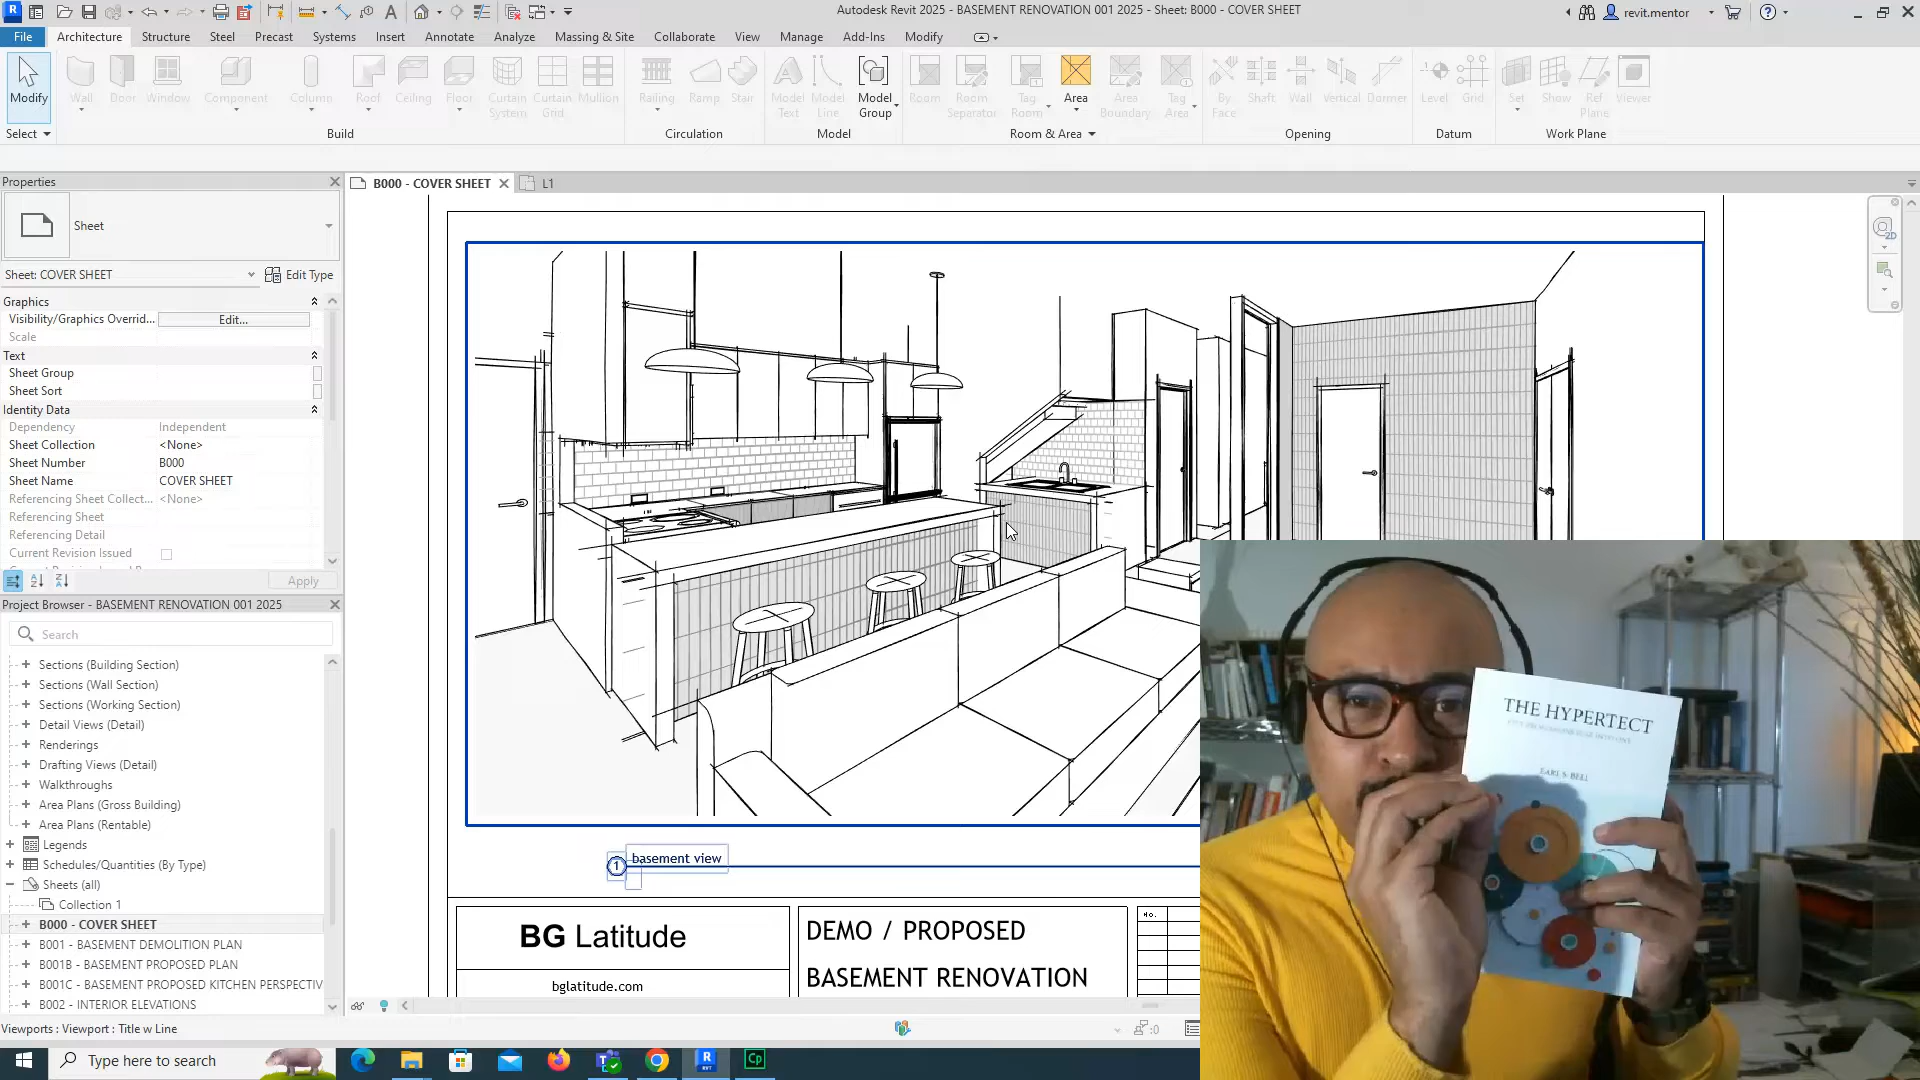 Autodesk Revit 2025 - BASEMENT RENOVATION 001 2025 - Sheet: B000 - COVER SHEET
revit.mentor
File Architecture Structure Steel Precast Systems Insert Annotate Analyze Massing & Site Collaborate View Manage Add-Ins Modify
Modify
Wall
Door
Window
Component
Column
Roof
Ceiling
Floor
Curtain System
Curtain Grid
Mullion
Railing
Ramp
Stair
Model Text
Model Line
Model Group
Room
Room Separator
Tag Room
Area
Area Boundary
Tag Area
By Face
Shaft
Wall
Vertical
Dormer
Level
Grid
Set
Show
Ref Plane
Viewer
Select Build Circulation Model Room & Area Opening Datum Work Plane
Properties
B000 - COVER SHEET
L1
Sheet
Sheet: COVER SHEET
Edit Type
Graphics
Visibility/Graphics Overrid... Edit...
Scale
Text
Sheet Group
Sheet Sort
Identity Data
Dependency Independent
Sheet Collection <None>
Sheet Number B000
Sheet Name COVER SHEET
Referencing Sheet Collect... <None>
Referencing Sheet
Referencing Detail
Current Revision Issued
Apply
Project Browser - BASEMENT RENOVATION 001 2025
Search
Sections (Building Section)
Sections (Wall Section)
Sections (Working Section)
Detail Views (Detail)
Renderings
Drafting Views (Detail)
Walkthroughs
Area Plans (Gross Building)
Area Plans (Rentable)
Legends
Schedules/Quantities (By Type)
Sheets (all)
Collection 1
B000 - COVER SHEET
B001 - BASEMENT DEMOLITION PLAN
B001B - BASEMENT PROPOSED PLAN
B001C - BASEMENT PROPOSED KITCHEN PERSPECTIV
B002 - INTERIOR ELEVATIONS
Viewports : Viewport : Title w Line
1
basement view
BG Latitude
bglatitude.com
DEMO / PROPOSED
BASEMENT RENOVATION
No.
:0
2D
THE HYPERTECT
EARL S. BELL
Type here to search
R
RVT
Cp